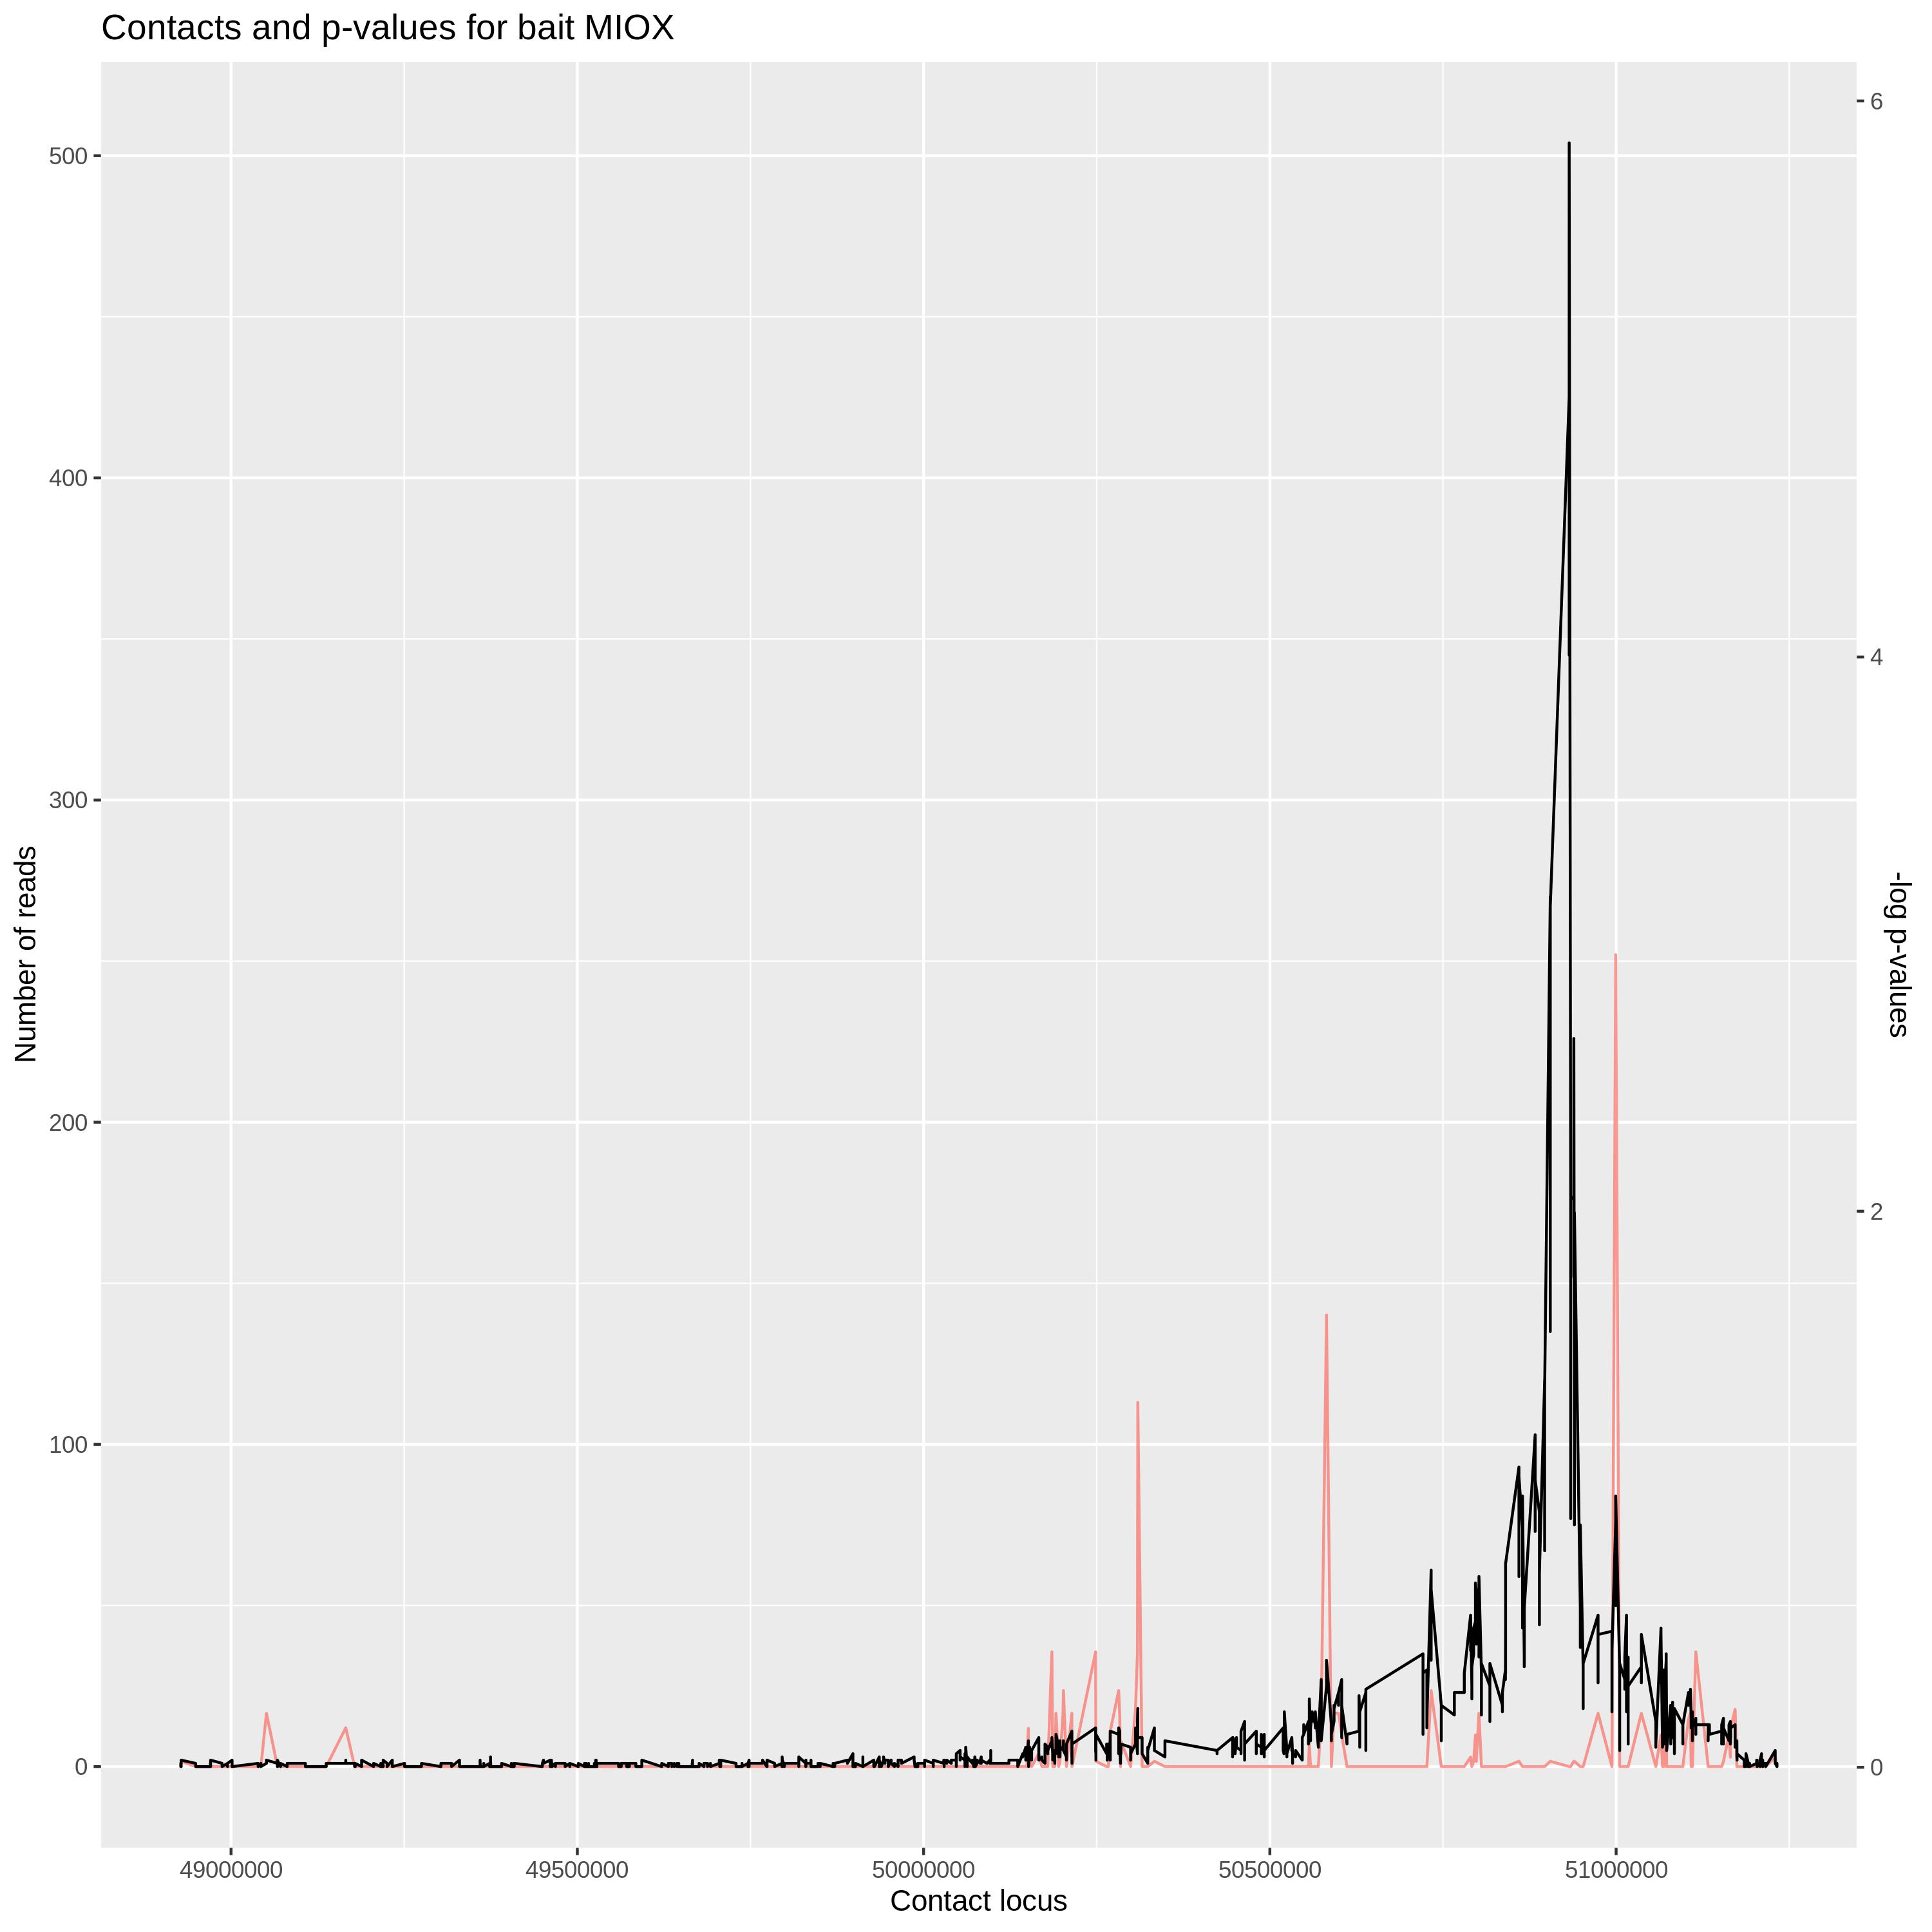 Contacts and p-values for bait MIOX
6
500
400
4
300
200
2
100
0
0
Number of reads
-log p-values
49000000 49500000 50000000 50500000 51000000
Contact locus